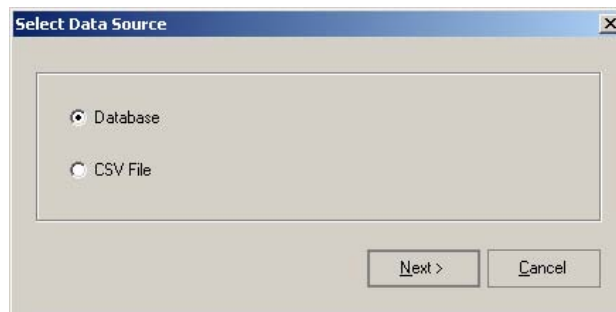 Select Data Source
Database
CSV File
Next >
Cancel